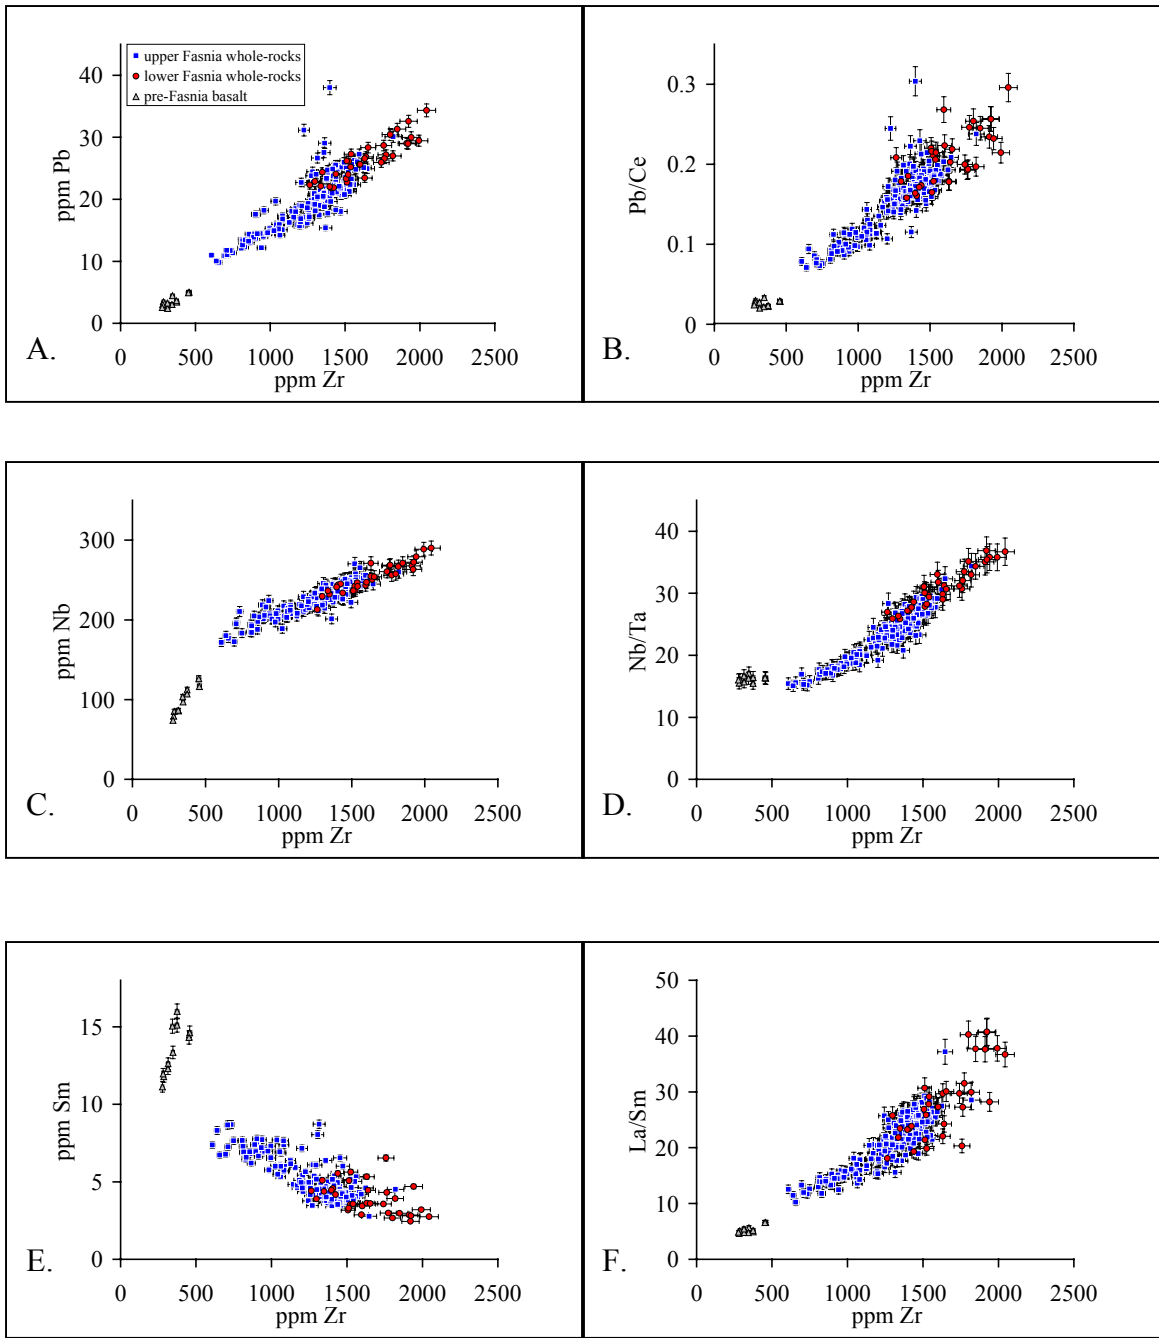 40
30
20
10
0
ppm Pb
upper Fasnia whole-rocks
lower Fasnia whole-rocks
pre-Fasnia basalt
0 500 1000 1500 2000 2500
ppm Zr
A.
0.3
0.2
0.1
0
Pb/Ce
0 500 1000 1500 2000 2500
ppm Zr
B.
300
200
100
0
ppm Nb
0 500 1000 1500 2000 2500
ppm Zr
C.
40
30
20
10
0
Nb/Ta
0 500 1000 1500 2000 2500
ppm Zr
D.
15
10
5
0
ppm Sm
0 500 1000 1500 2000 2500
ppm Zr
E.
50
40
30
20
10
0
La/Sm
0 500 1000 1500 2000 2500
ppm Zr
F.